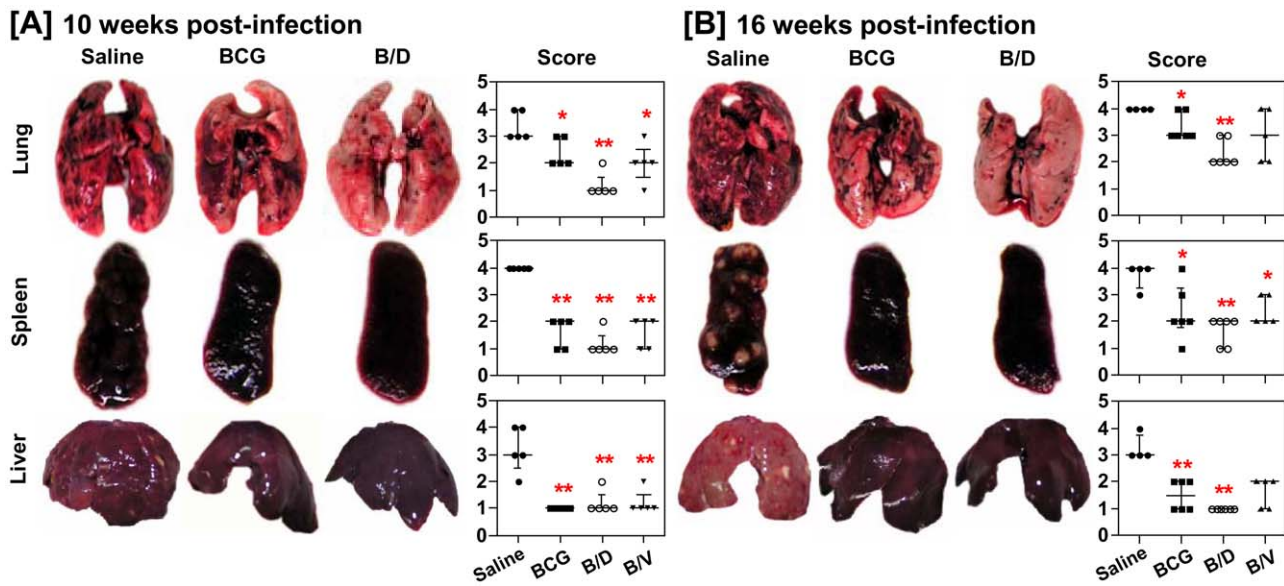 [A] 10 weeks post-infection
Saline BCG B/D Score
Lung
5
4
3
2
1
0
* ** *
Spleen
5
4
3
2
1
0
** ** **
Liver
5
4
3
2
1
0
** ** **
Saline BCG B/D B/V
[B] 16 weeks post-infection
Saline BCG B/D Score
5
4
3
2
1
0
* **
5
4
3
2
1
0
* ** *
5
4
3
2
1
0
** **
Saline BCG B/D B/V